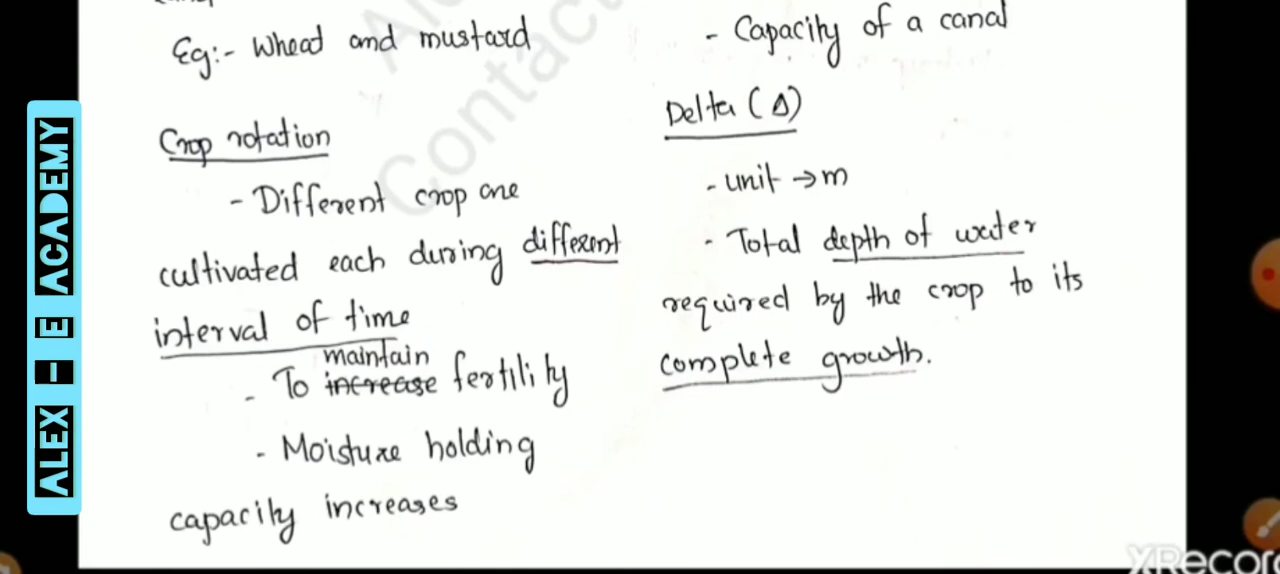 Eg:- Wheat and mustard
Crop rotation
- Different crop are
cultivated each during different
interval of time
maintain
- To increase fertility
- Moisture holding
capacity increases
- Capacity of a canal
Delta (Δ)
- unit → m
- Total depth of water
required by the crop to its
complete growth.
ALEX - E ACADEMY
Contact
XRecor